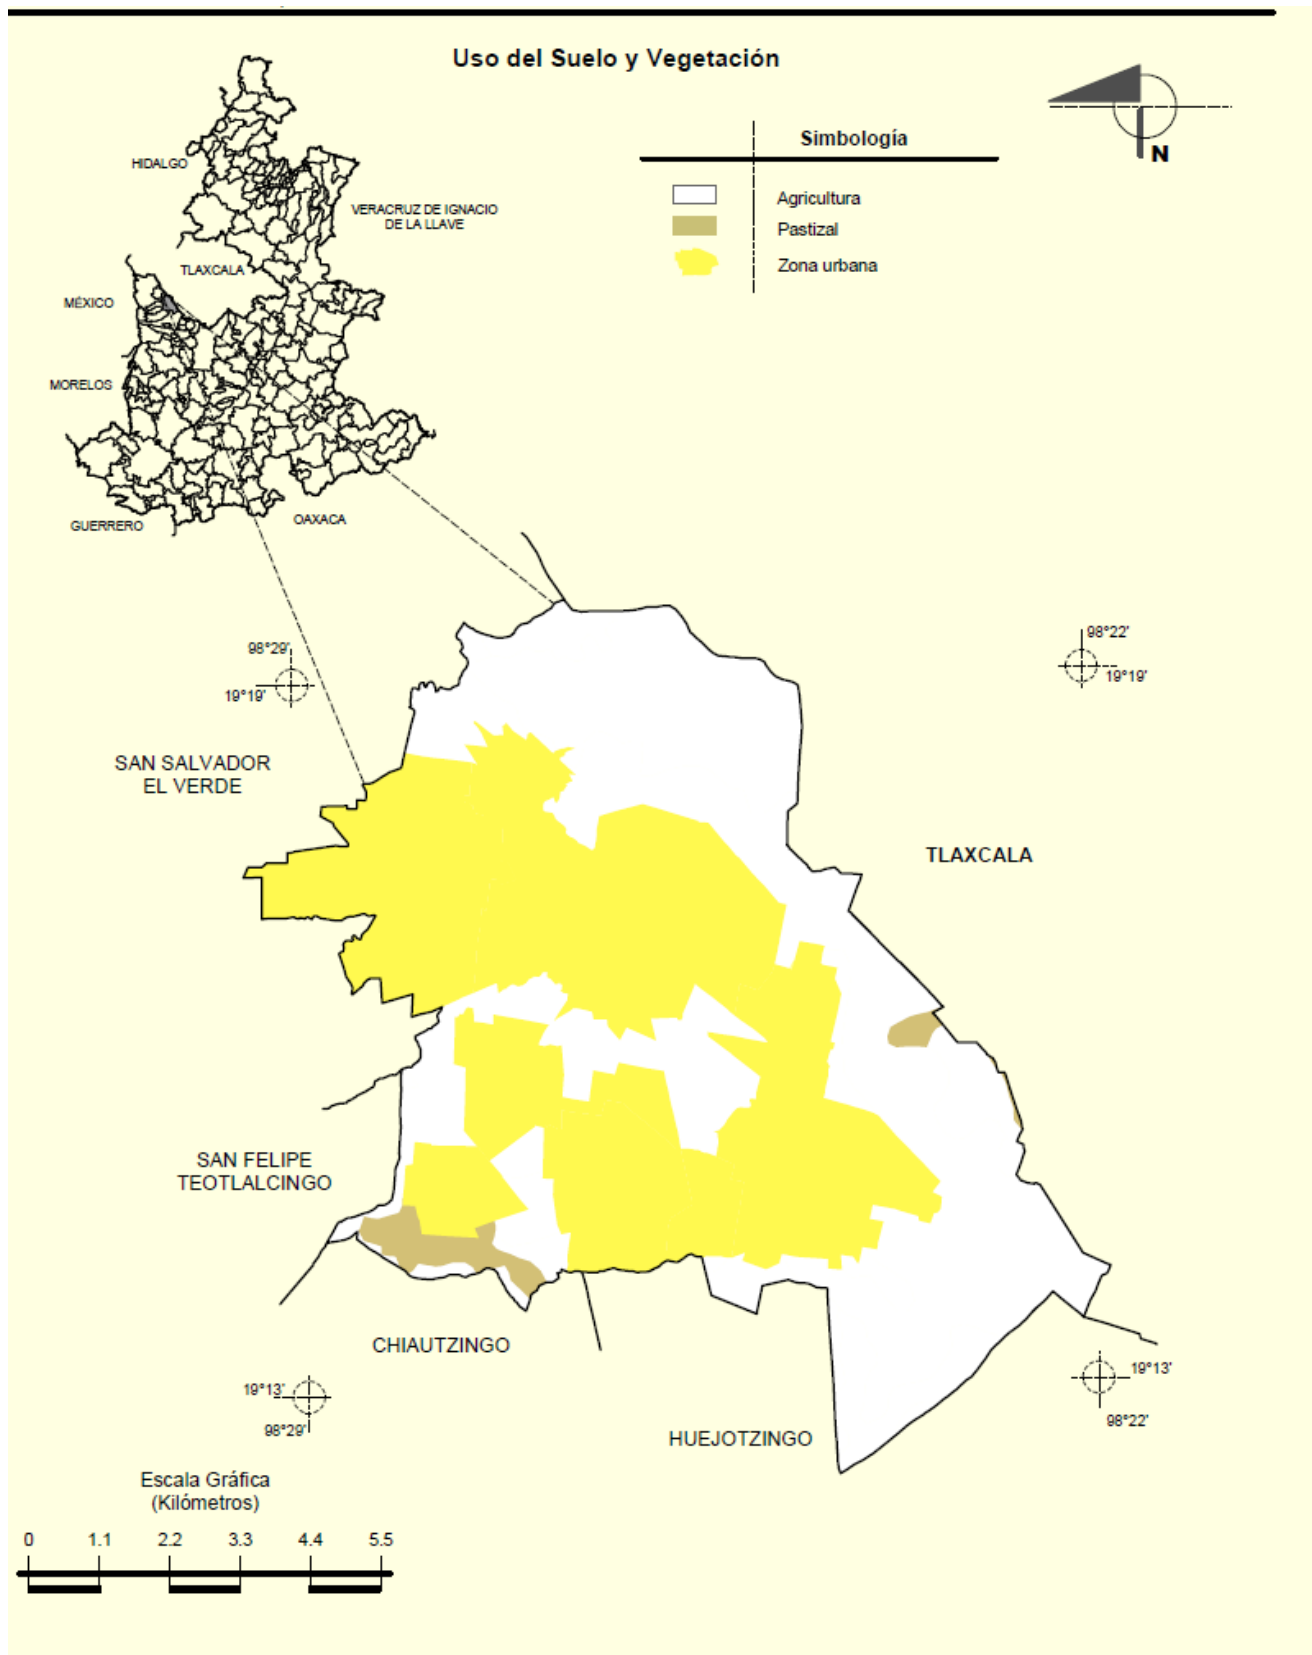 Uso del Suelo y Vegetación
N
Simbología
Agricultura
Pastizal
Zona urbana
HIDALGO
VERACRUZ DE IGNACIO
DE LA LLAVE
TLAXCALA
MÉXICO
MORELOS
GUERRERO
OAXACA
98°29'
19°19'
98°22'
19°19'
SAN SALVADOR
EL VERDE
TLAXCALA
SAN FELIPE
TEOTLALCINGO
CHIAUTZINGO
HUEJOTZINGO
19°13'
98°29'
19°13'
98°22'
Escala Gráfica
(Kilómetros)
0 1.1 2.2 3.3 4.4 5.5